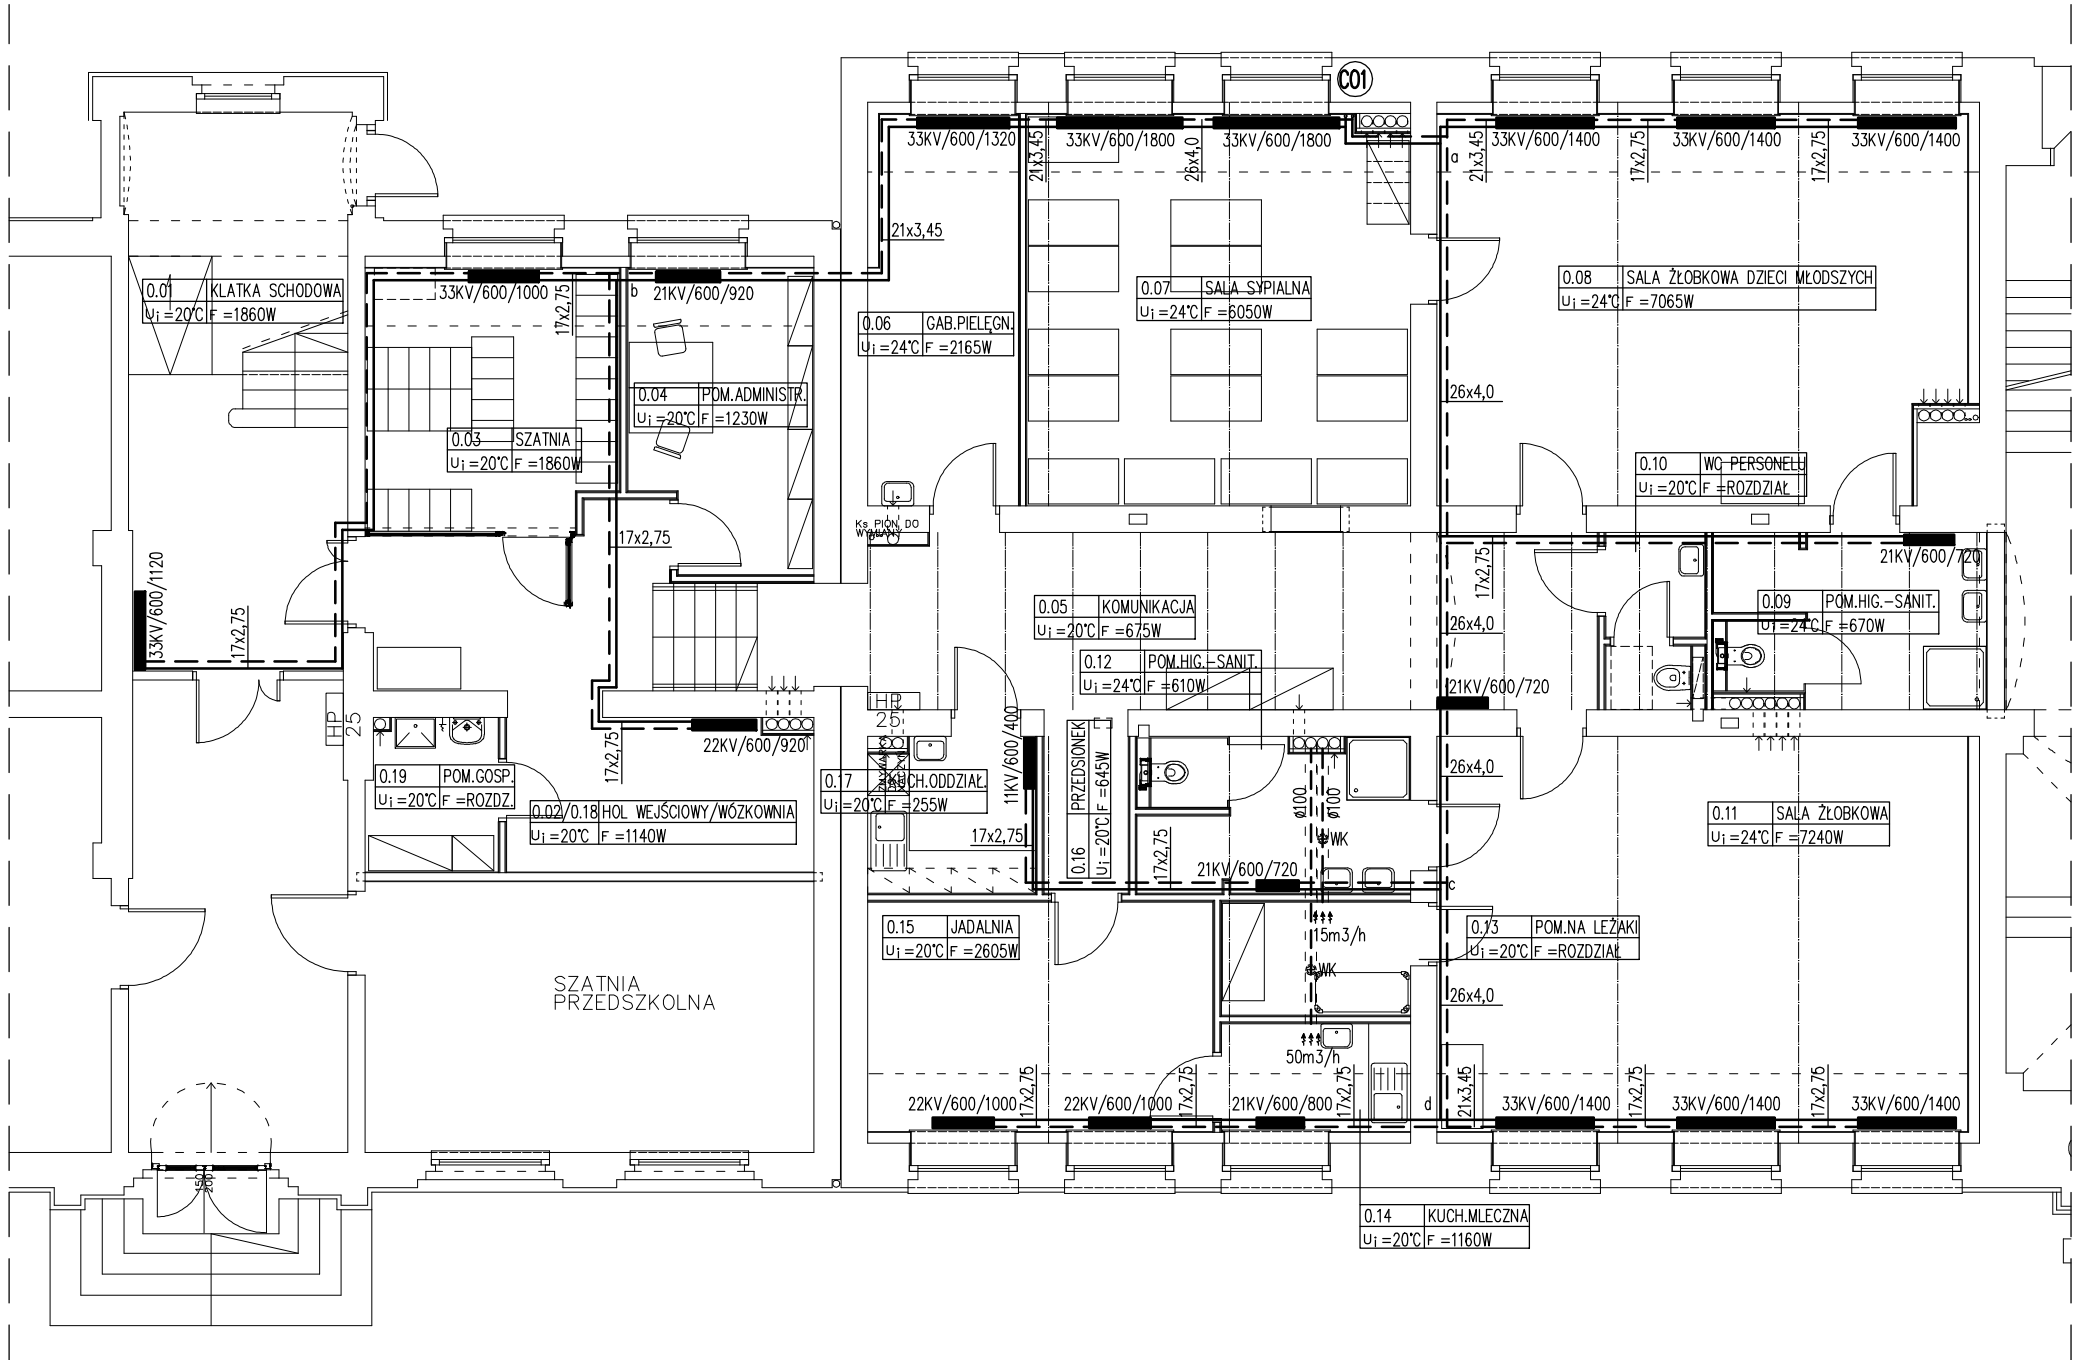 C01
33KV/600/1320
33KV/600/1800
33KV/600/1800
33KV/600/1400
33KV/600/1400
33KV/600/1400
21x3,45
26x4,0
a
21x3,45
17x2,75
17x2,75
21x3,45
0.01 KLATKA SCHODOWA
Ui =20°C F =1860W
33KV/600/1000
17x2,75
b
21KV/600/920
0.06 GAB.PIELĘGN.
Ui =24°C F =2165W
0.07 SALA SYPIALNA
Ui =24°C F =6050W
0.08 SALA ŻŁOBKOWA DZIECI MŁODSZYCH
Ui =24°C F =7065W
0.04 POM.ADMINISTR.
Ui =20°C F =1230W
26x4,0
0.03 SZATNIA
Ui =20°C F =1860W
0.10 WC PERSONELU
Ui =20°C F =ROZDZIAŁ
Ks PION DO
WYMIANY
17x2,75
33KV/600/1120
17x2,75
17x2,75
21KV/600/720
0.05 KOMUNIKACJA
Ui =20°C F =675W
26x4,0
0.09 POM.HIG.-SANIT.
Ui =24°C F =670W
0.12 POM.HIG.-SANIT.
Ui =24°C F =610W
21KV/600/720
HP
25
HP
25
22KV/600/920
17x2,75
11KV/600/400
0.16 PRZEDSIONEK
Ui =20°C F =645W
0.19 POM.GOSP.
Ui =20°C F =ROZDZ.
0.17 KUCH.ODDZIAŁ.
Ui =20°C F =255W
26x4,0
0.02/0.18 HOL WEJŚCIOWY/WÓZKOWNIA
Ui =20°C F =1140W
ø100
ø100
0.11 SALA ŻŁOBKOWA
Ui =24°C F =7240W
17x2,75
17x2,75
WK
21KV/600/720
c
0.15 JADALNIA
Ui =20°C F =2605W
15m3/h
0.13 POM.NA LEŻAKI
Ui =20°C F =ROZDZIAŁ
WK
SZATNIA
PRZEDSZKOLNA
26x4,0
50m3/h
22KV/600/1000
17x2,75
22KV/600/1000
17x2,75
21KV/600/800
17x2,75
d
21x3,45
33KV/600/1400
17x2,75
33KV/600/1400
17x2,75
33KV/600/1400
150
200
0.14 KUCH.MLECZNA
Ui =20°C F =1160W